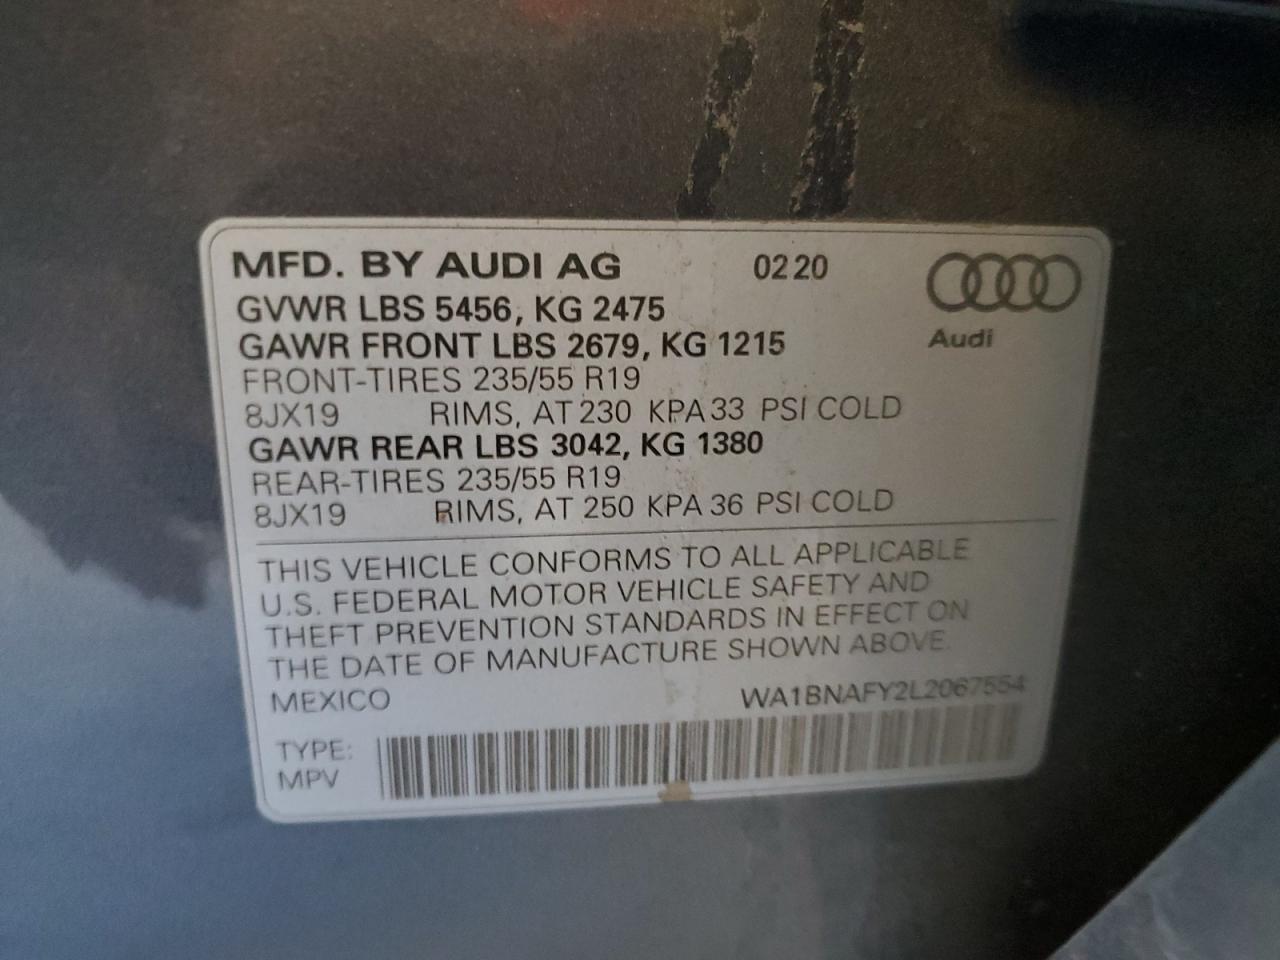 MFD. BY AUDI AG 02 20
GVWR LBS 5456, KG 2475
GAWR FRONT LBS 2679, KG 1215
Audi
FRONT-TIRES 235/55 R19
8JX19 RIMS, AT 230 KPA 33 PSI COLD
GAWR REAR LBS 3042, KG 1380
REAR-TIRES 235/55 R19
8JX19 RIMS, AT 250 KPA 36 PSI COLD
THIS VEHICLE CONFORMS TO ALL APPLICABLE
U.S. FEDERAL MOTOR VEHICLE SAFETY AND
THEFT PREVENTION STANDARDS IN EFFECT ON
THE DATE OF MANUFACTURE SHOWN ABOVE.
MEXICO WA1BNAFY2L2067554
TYPE:
MPV